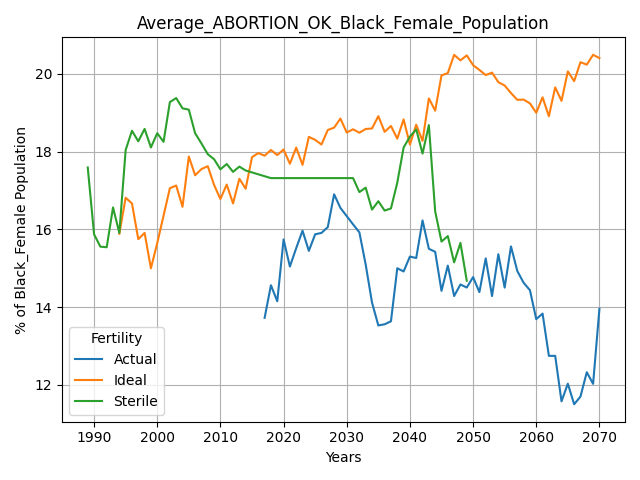 Average_ABORTION_OK_Black_Female_Population
% of Black_Female Population
20
18
16
14
12
Fertility
Actual
Ideal
Sterile
1990 2000 2010 2020 2030 2040 2050 2060 2070
Years